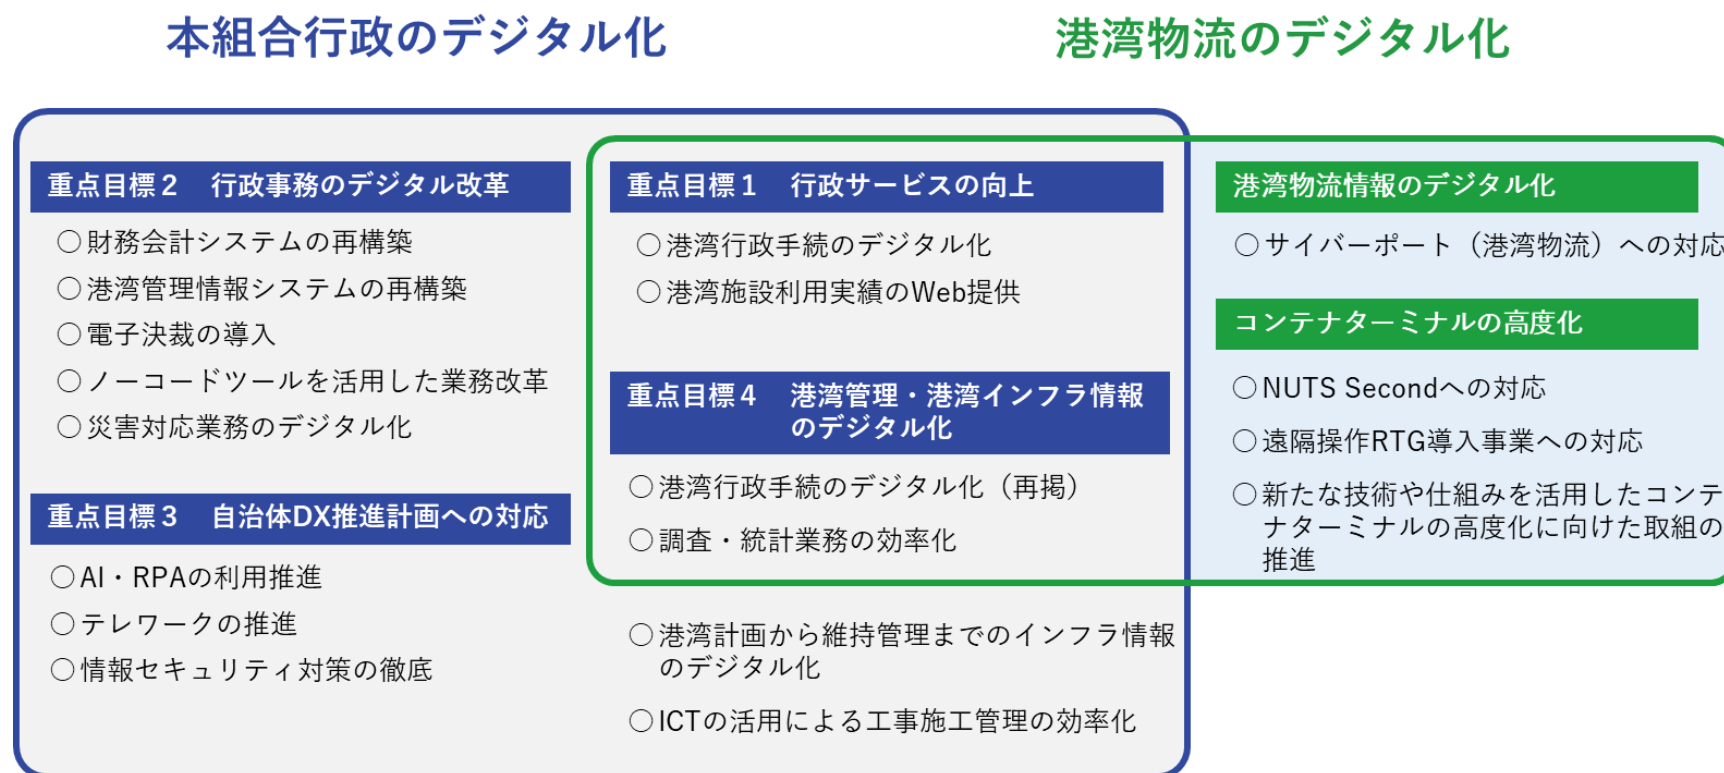 本組合行政のデジタル化
港湾物流のデジタル化
重点目標２　行政事務のデジタル改革
○財務会計システムの再構築
○港湾管理情報システムの再構築
○電子決裁の導入
○ノーコードツールを活用した業務改革
○災害対応業務のデジタル化
重点目標３　自治体DX推進計画への対応
○AI・RPAの利用推進
○テレワークの推進
○情報セキュリティ対策の徹底
重点目標１　行政サービスの向上
○港湾行政手続のデジタル化
○港湾施設利用実績のWeb提供
重点目標４　港湾管理・港湾インフラ情報
のデジタル化
○港湾行政手続のデジタル化（再掲）
○調査・統計業務の効率化
○港湾計画から維持管理までのインフラ情報
のデジタル化
○ICTの活用による工事施工管理の効率化
港湾物流情報のデジタル化
○サイバーポート（港湾物流）への対応
コンテナターミナルの高度化
○NUTS Secondへの対応
○遠隔操作RTG導入事業への対応
○新たな技術や仕組みを活用したコンテ
ナターミナルの高度化に向けた取組の
推進